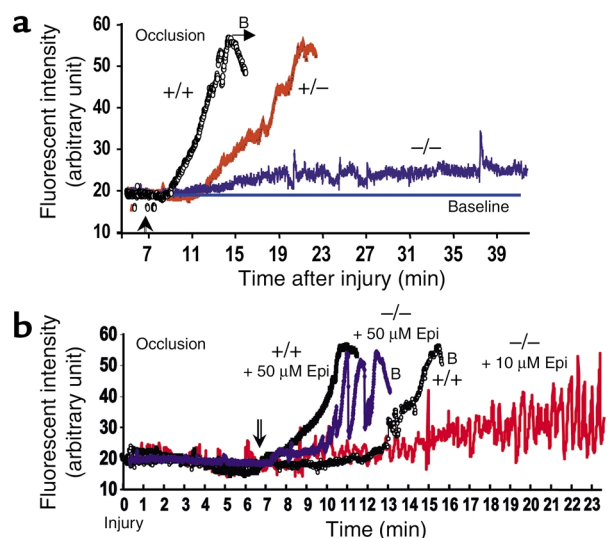 a
Fluorescent intensity
(arbitrary unit)
60
50
40
30
20
10
Occlusion
B
+/+
+/−
−/−
Baseline
7 11 15 19 23 27 31 35 39
Time after injury (min)
b
Fluorescent intensity
(arbitrary unit)
60
50
40
30
20
10
Occlusion
+/+
+ 50 μM Epi
−/−
+ 50 μM Epi
B
B
+/+
−/−
+ 10 μM Epi
0 1 2 3 4 5 6 7 8 9 10 11 12 13 14 15 16 17 18 19 20 21 22 23
Injury
Time (min)